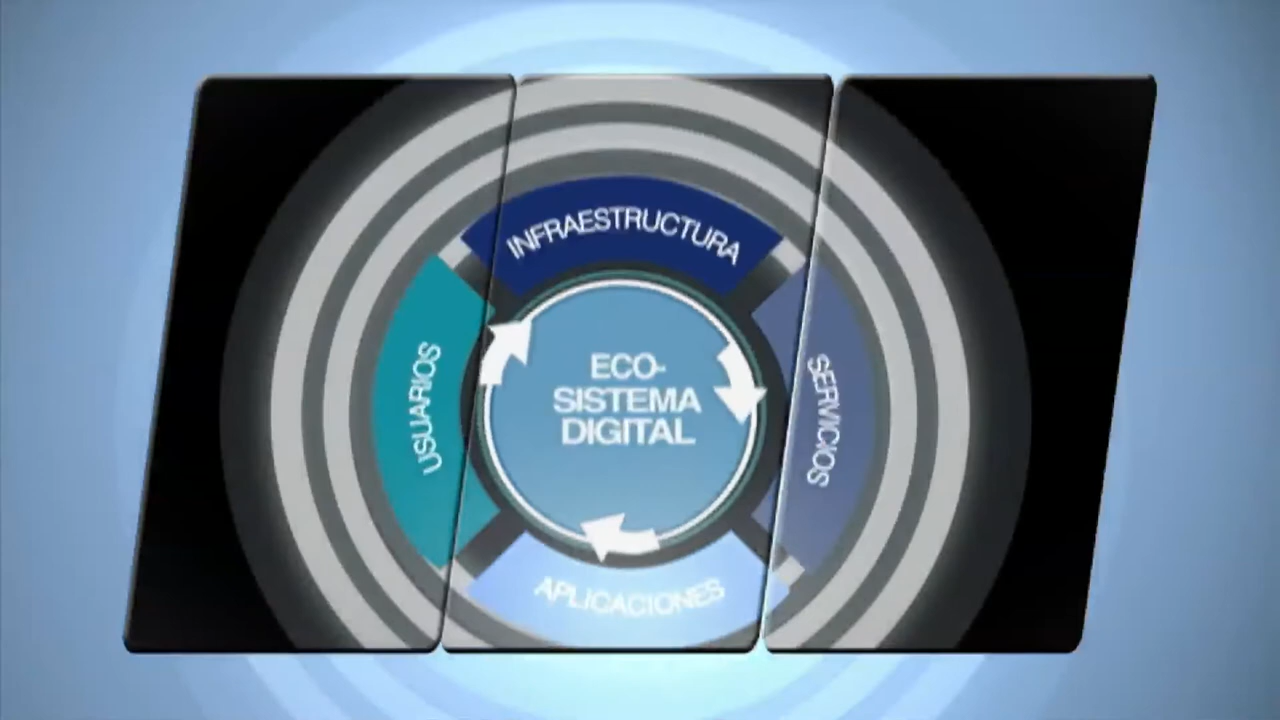 INFRAESTRUCTURA
USUARIOS
ECO-
SISTEMA
DIGITAL
SERVICIOS
APLICACIONES